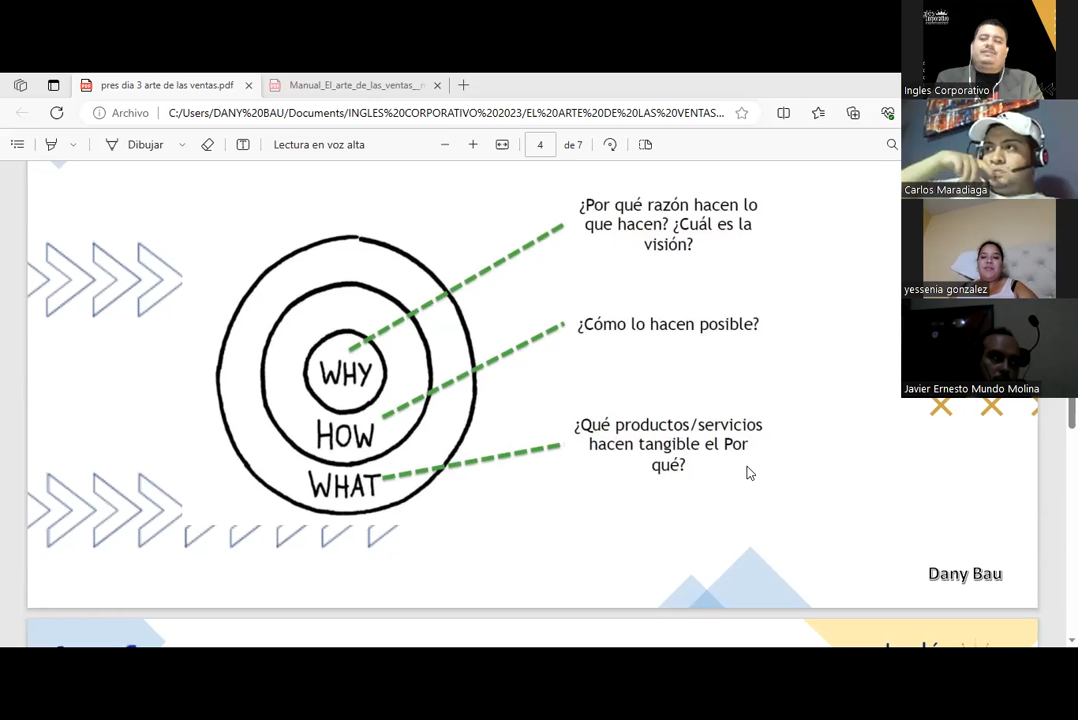 pres dia 3 arte de las ventas.pdf
Manual_El_arte_de_las_ventas_
Archivo
C:/Users/DANY%20BAU/Documents/INGLES%20CORPORATIVO%202023/EL%20ARTE%20DE%20LAS%20VENTAS...
Dibujar
Lectura en voz alta
4
de 7
Ingles Corporativo
Carlos Maradiaga
yessenia gonzalez
Javier Ernesto Mundo Molina
¿Por qué razón hacen lo
que hacen? ¿Cuál es la
visión?
¿Cómo lo hacen posible?
¿Qué productos/servicios
hacen tangible el Por
qué?
WHY
HOW
WHAT
Dany Bau